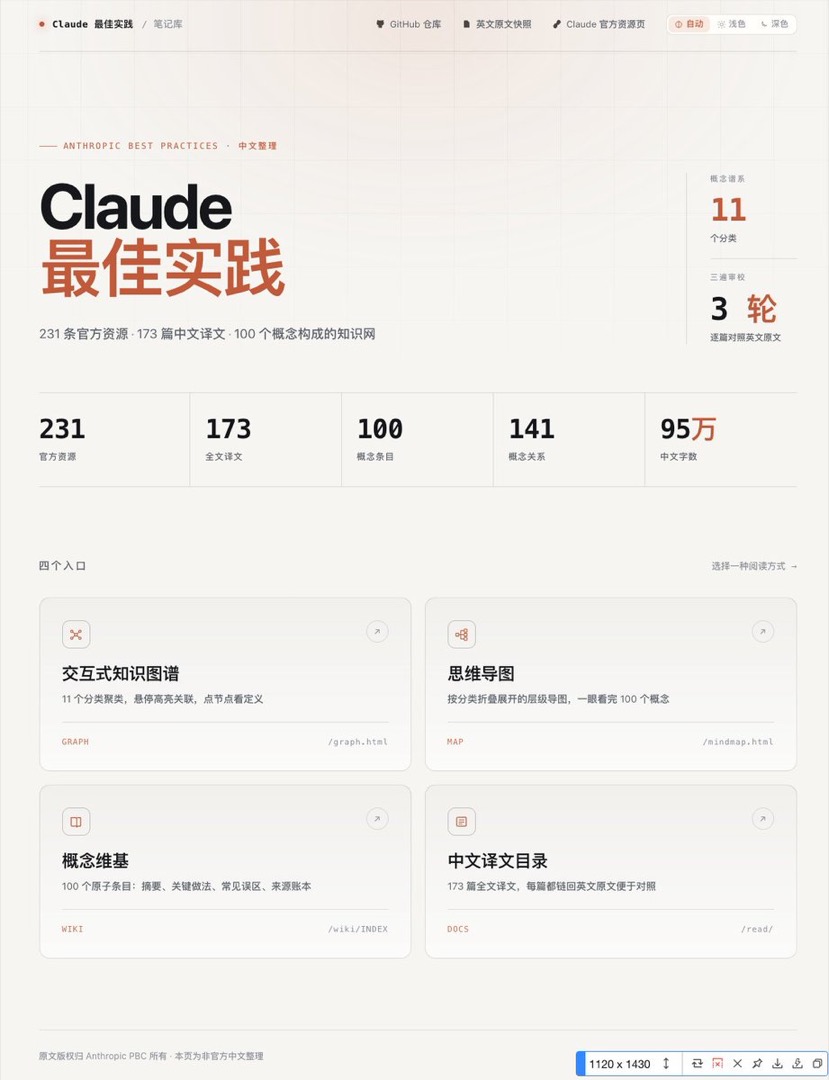 Claude 最佳实践 / 笔记库
GitHub 仓库
英文原文快照
Claude 官方资源页
自动
浅色
深色
ANTHROPIC BEST PRACTICES · 中文整理
Claude
最佳实践
231 条官方资源 · 173 篇中文译文 · 100 个概念构成的知识网
概念谱系
11
个分类
三遍审校
3 轮
逐篇对照英文原文
231
官方资源
173
全文译文
100
概念条目
141
概念关系
95万
中文字数
四个入口
选择一种阅读方式 →
交互式知识图谱
11 个分类聚类，悬停高亮关联，点节点看定义
GRAPH
/graph.html
思维导图
按分类折叠展开的层级导图，一眼看完 100 个概念
MAP
/mindmap.html
概念维基
100 个原子条目：摘要、关键做法、常见误区、来源账本
WIKI
/wiki/INDEX
中文译文目录
173 篇全文译文，每篇都链回英文原文便于对照
DOCS
/read/
原文版权归 Anthropic PBC 所有 · 本页为非官方中文整理
1120 x 1430